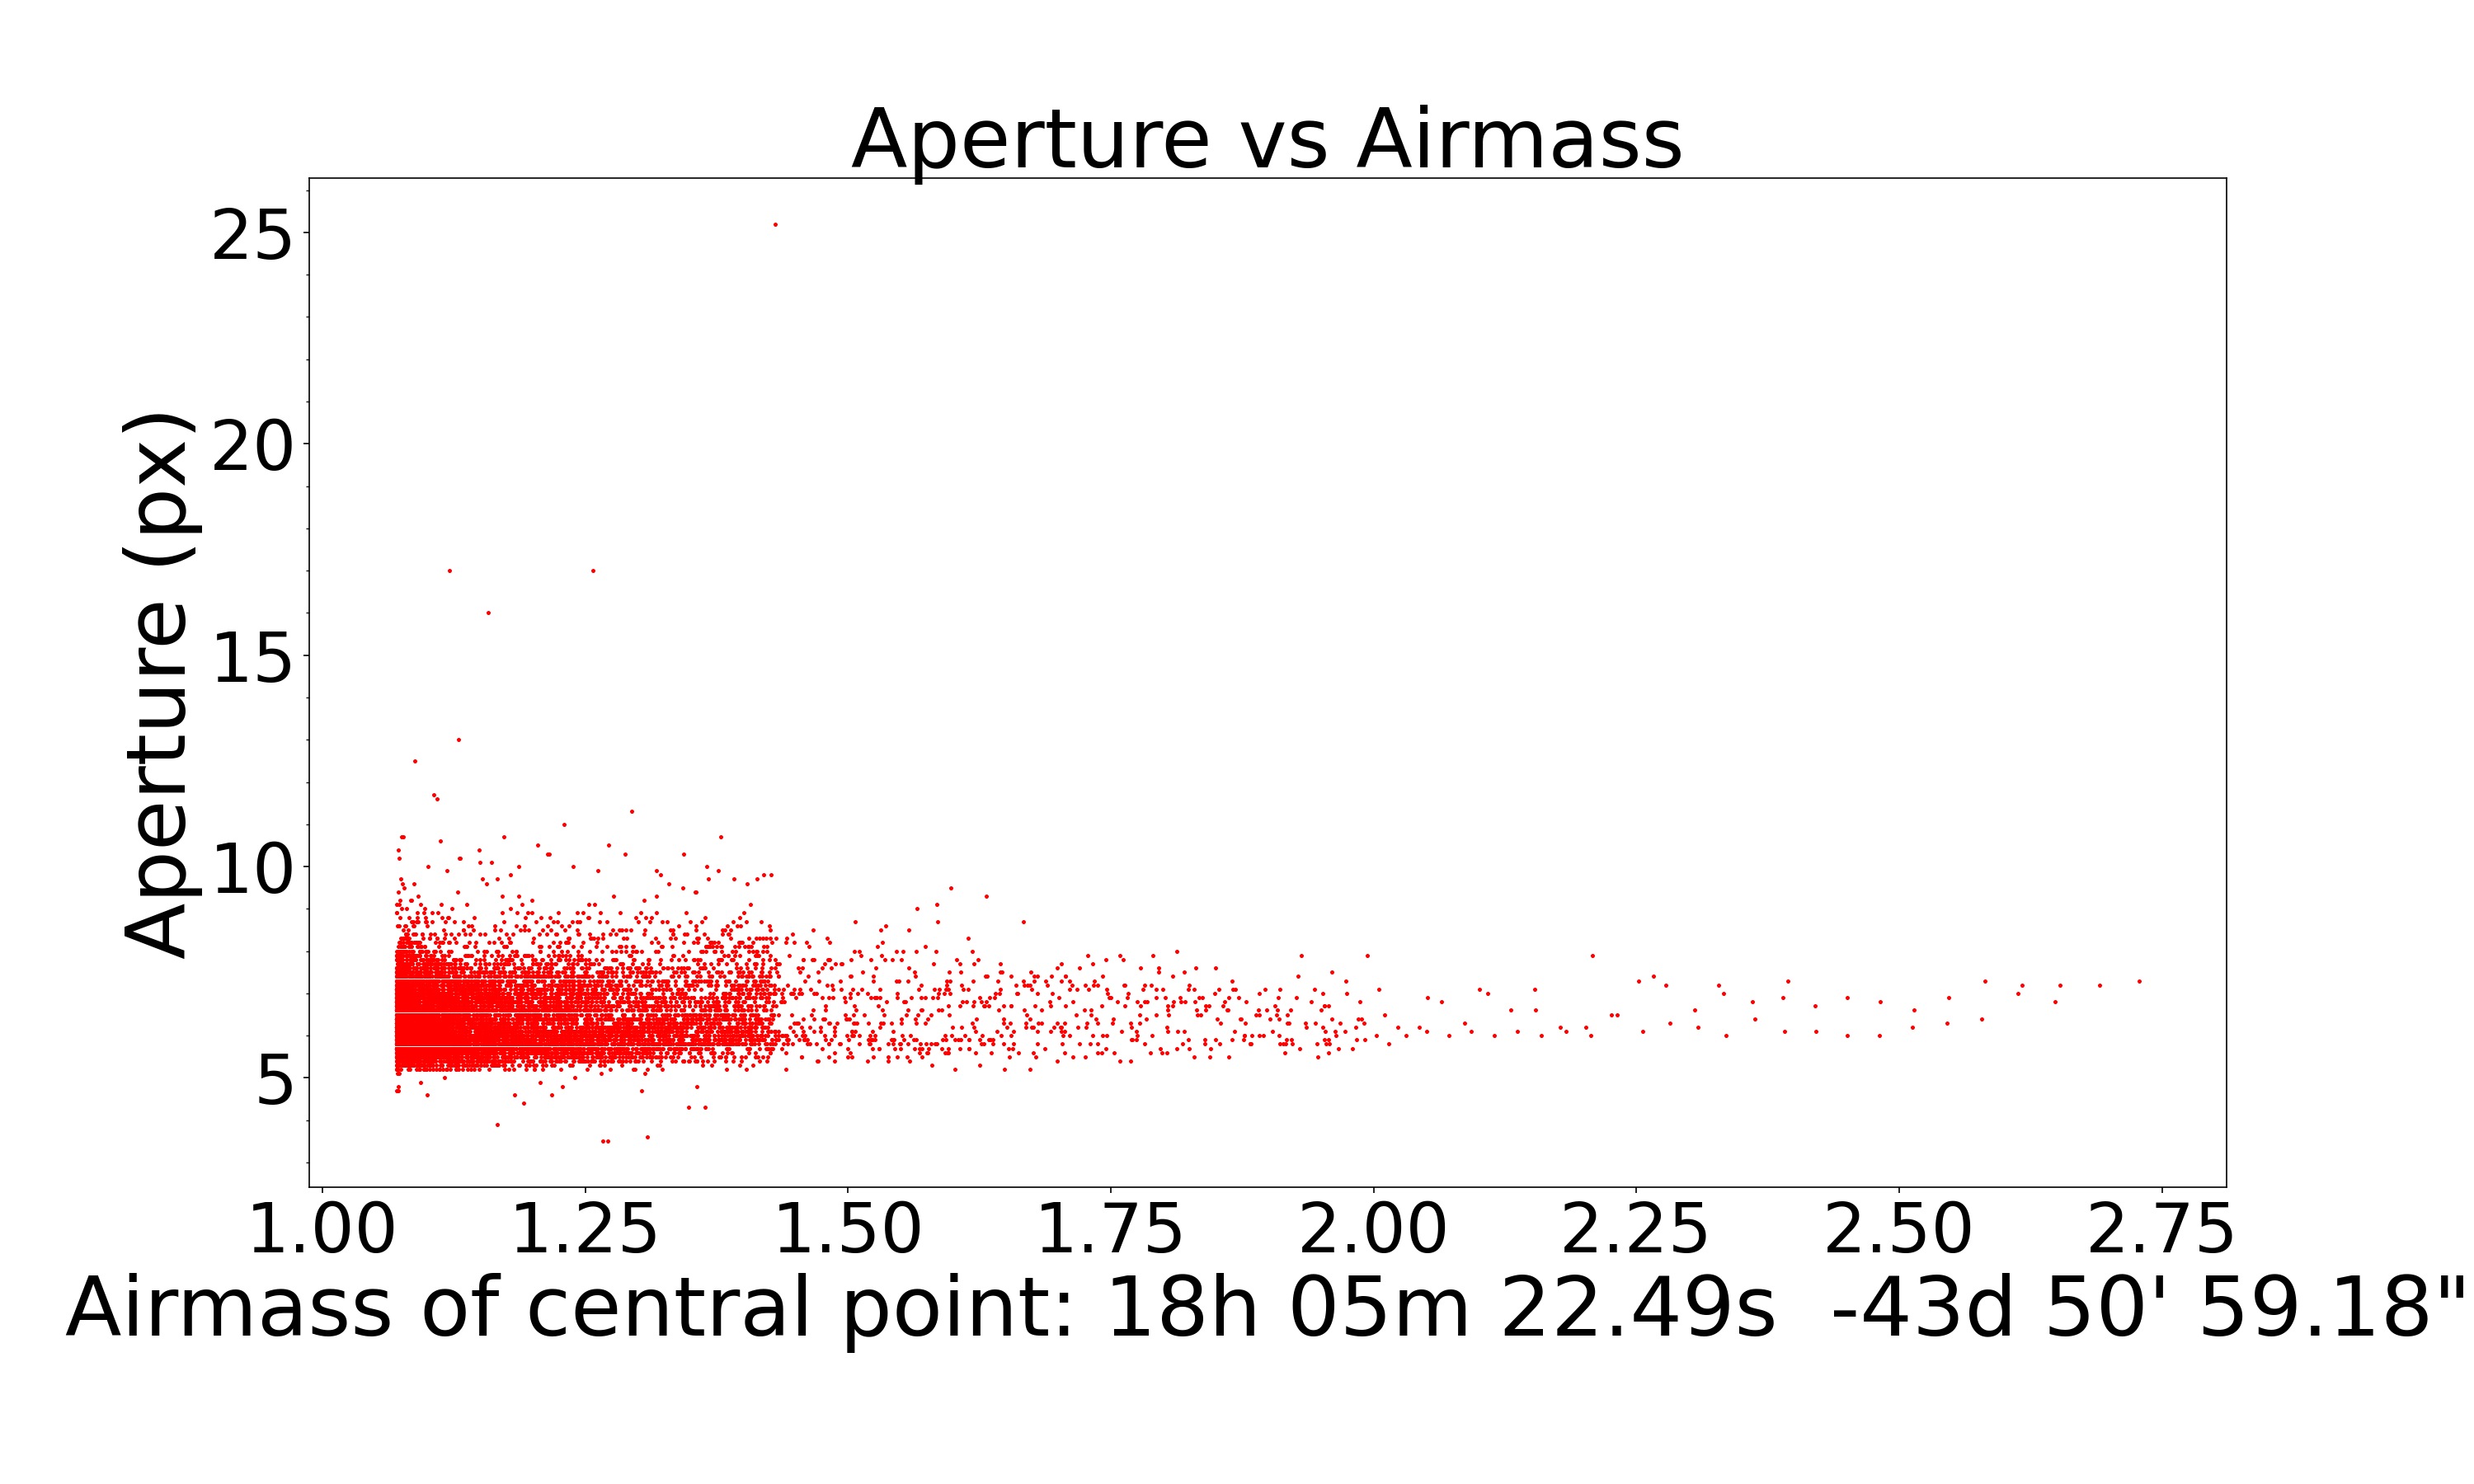 Aperture vs Airmass
Aperture (px)
25
20
15
10
5
1.00 1.25 1.50 1.75 2.00 2.25 2.50 2.75
Airmass of central point: 18h 05m 22.49s -43d 50' 59.18"